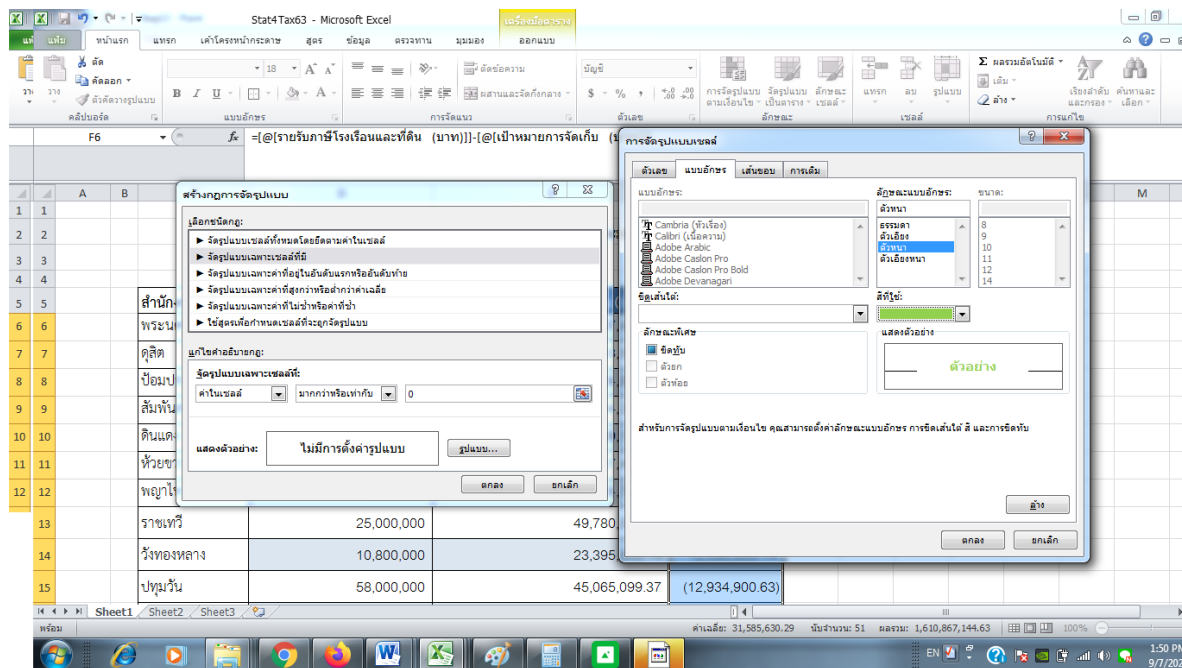 Stat4Tax63 - Microsoft Excel
เครื่องมือตาราง
แฟ้ม หน้าแรก แทรก เค้าโครงหน้ากระดาษ สูตร ข้อมูล ตรวจทาน มุมมอง ออกแบบ
ตัด
คัดลอก
ตัวคัดวางรูปแบบ
คลิปบอร์ด
18
B I U
แบบอักษร
ตัดข้อความ
ผสานและจัดกึ่งกลาง
การจัดแนว
บัญชี
$ % ,
ตัวเลข
การจัดรูปแบบ จัดรูปแบบ ลักษณะ
ตามเงื่อนไข เป็นตาราง เซลล์
ลักษณะ
แทรก ลบ รูปแบบ
เซลล์
Σ ผลรวมอัตโนมัติ
เติม
ล้าง
เรียงลำดับ ค้นหาและ
และกรอง เลือก
การแก้ไข
F6 fx =[@[รายรับภาษีโรงเรือนและที่ดิน (บาท)]]-[@[เป้าหมายการจัดเก็บ
A B M
1 1
2 2
3 3
4 4
5 5 สำนัก
6 6 พระน
7 7 ดุสิต
8 8 ป้อมป
9 9 สัมพัน
10 10 ดินแด
11 11 ห้วยข
12 12 พญาไ
13 ราชเทวี 25,000,000 49,780,
14 วังทองหลาง 10,800,000 23,395
15 ปทุมวัน 58,000,000 45,065,099.37 (12,934,900.63)
สร้างกฎการจัดรูปแบบ
เลือกชนิดกฎ:
► จัดรูปแบบเซลล์ทั้งหมดโดยยึดตามค่าในเซลล์
► จัดรูปแบบเฉพาะเซลล์ที่มี
► จัดรูปแบบเฉพาะค่าที่อยู่ในอันดับแรกหรืออันดับท้าย
► จัดรูปแบบเฉพาะค่าที่สูงกว่าหรือต่ำกว่าค่าเฉลี่ย
► จัดรูปแบบเฉพาะค่าที่ไม่ซ้ำหรือค่าที่ซ้ำ
► ใช้สูตรเพื่อกำหนดเซลล์ที่จะถูกจัดรูปแบบ
แก้ไขคำอธิบายกฎ:
จัดรูปแบบเฉพาะเซลล์ที่:
ค่าในเซลล์ มากกว่าหรือเท่ากับ 0
แสดงตัวอย่าง: ไม่มีการตั้งค่ารูปแบบ รูปแบบ...
ตกลง ยกเลิก
การจัดรูปแบบเซลล์
ตัวเลข แบบอักษร เส้นขอบ การเติม
แบบอักษร: ลักษณะแบบอักษร: ขนาด:
ตัวหนา
Cambria (หัวเรื่อง) ธรรมดา 8
Calibri (เนื้อความ) ตัวเอียง 9
Adobe Arabic ตัวหนา 10
Adobe Caslon Pro ตัวเอียงหนา 11
Adobe Caslon Pro Bold 12
Adobe Devanagari 14
ขีดเส้นใต้: สีที่ใช้:
ลักษณะพิเศษ แสดงตัวอย่าง
ขีดทับ
ตัวยก
ตัวห้อย
ตัวอย่าง
สำหรับการจัดรูปแบบตามเงื่อนไข คุณสามารถตั้งค่าลักษณะแบบอักษร การขีดเส้นใต้ สี และการขีดทับ
ล้าง
ตกลง ยกเลิก
Sheet1 Sheet2 Sheet3
พร้อม ค่าเฉลี่ย: 31,585,630.29 นับจำนวน: 51 ผลรวม: 1,610,867,144.63 100%
EN 1:50 PM
9/7/202